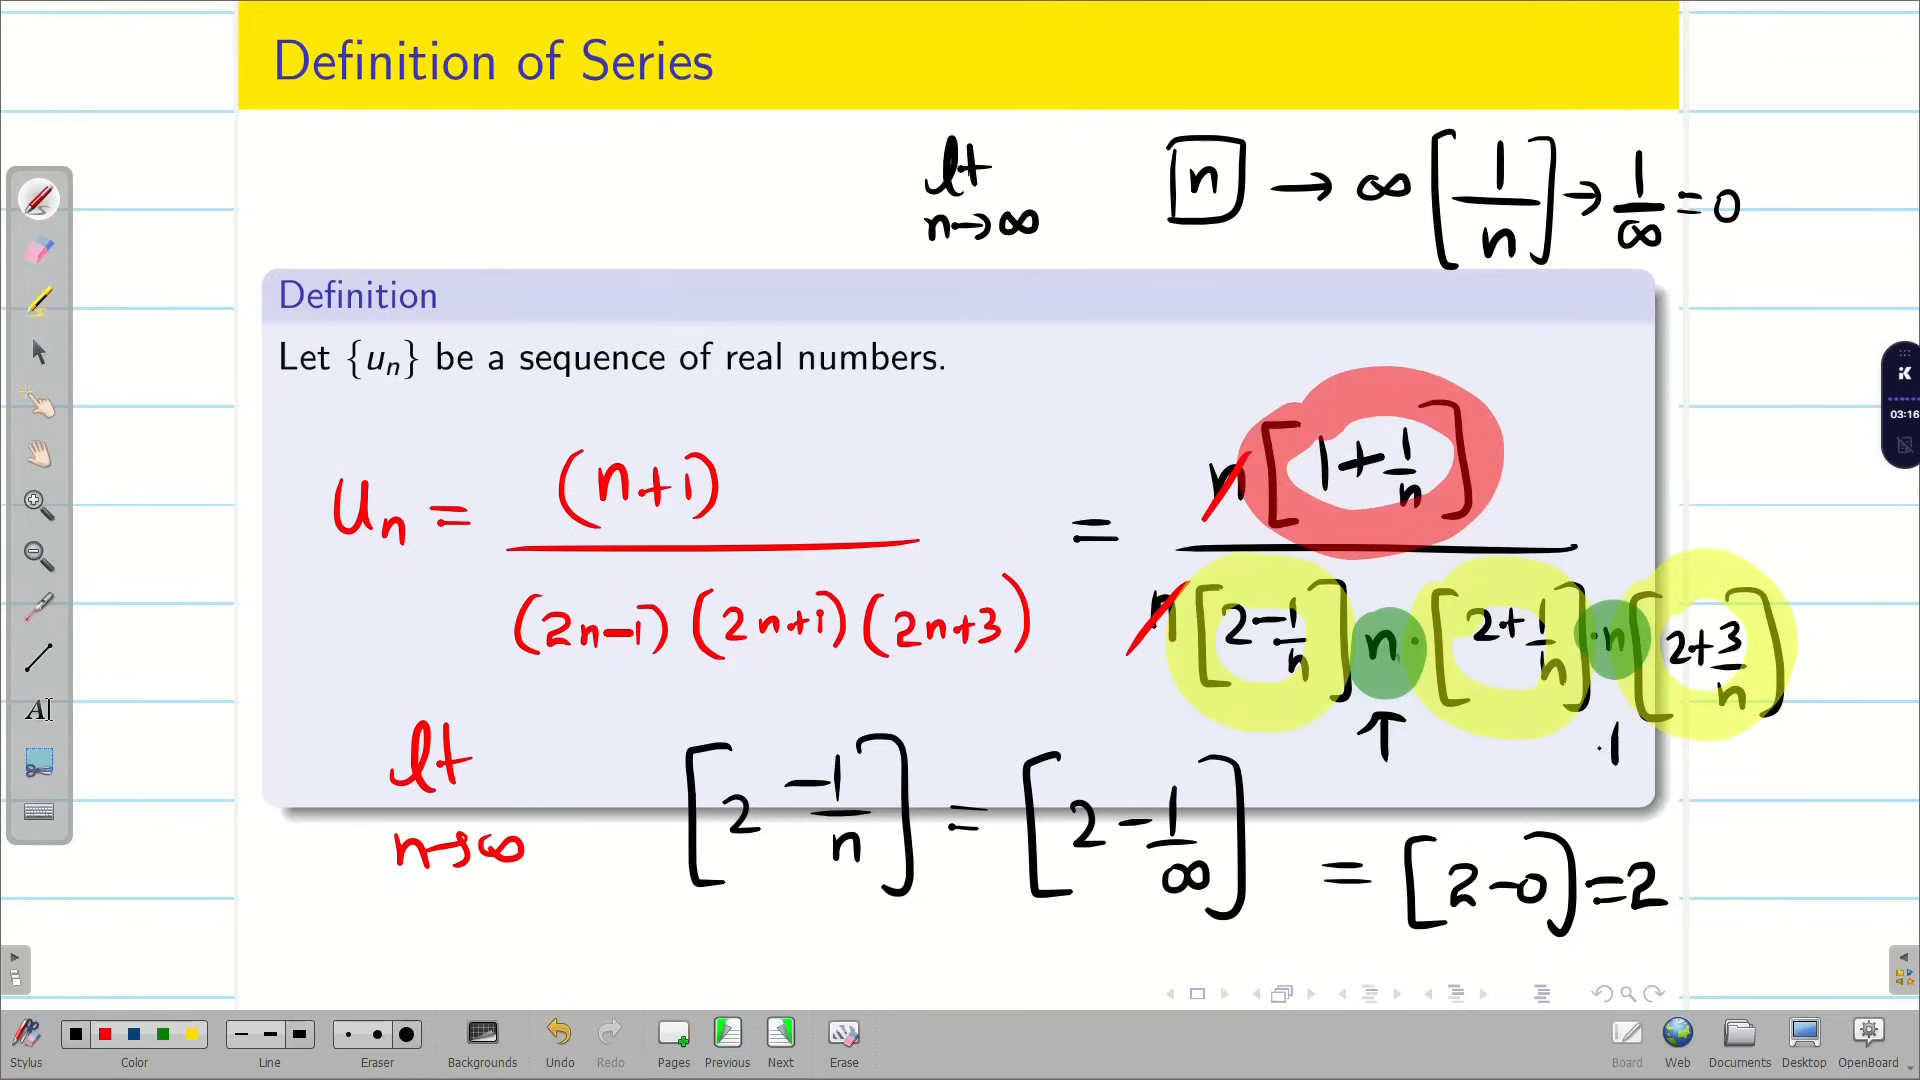 Definition of Series
lt n→∞ [n] → ∞ [1/n] → 1/∞ = 0
Definition
Let {uₙ} be a sequence of real numbers.
uₙ = (n+1) / (2n-1)(2n+1)(2n+3) = n[1+1/n] / n[2-1/n] n·[2+1/n]·n[2+3/n]
lt n→∞ [2 -1/n] = [2-1/∞] = [2-0] = 2
03:16
Stylus Color Line Eraser Backgrounds Undo Redo Pages Previous Next Erase Board Web Documents Desktop OpenBoard